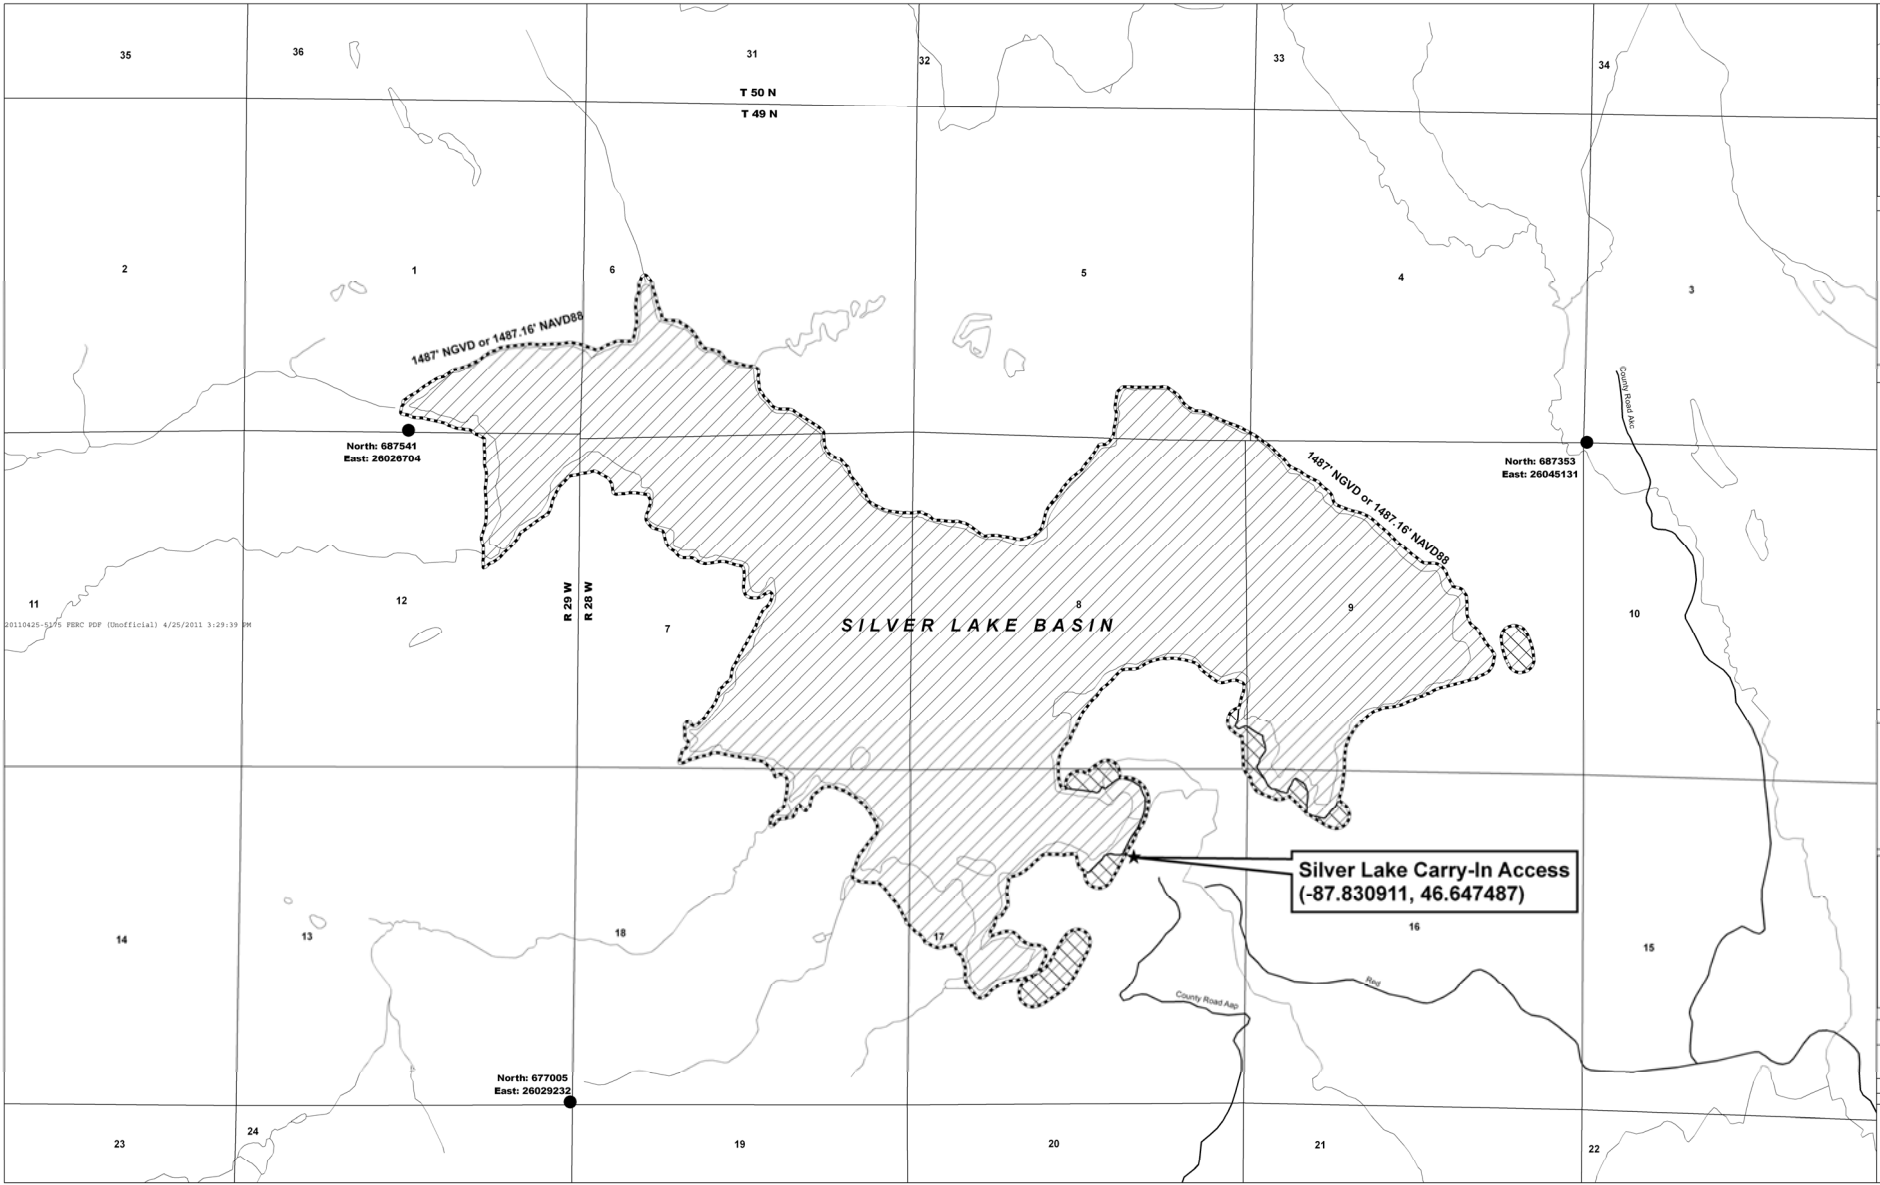 35
36
31
32
33
34
T 50 N
T 49 N
2
1
6
5
4
3
1487' NGVD or 1487.16' NAVD88
County Road Akc
North: 687541
East: 26026704
1487' NGVD or 1487.16' NAVD88
North: 687353
East: 26045131
11
12
R 29 W
R 28 W
7
8
9
10
20110425-5175 FERC PDF (Unofficial) 4/25/2011 3:29:39 PM
SILVER LAKE BASIN
Silver Lake Carry-In Access
(-87.830911, 46.647487)
14
13
18
17
16
15
Red
County Road Aap
North: 677005
East: 26029232
23
24
19
20
21
22